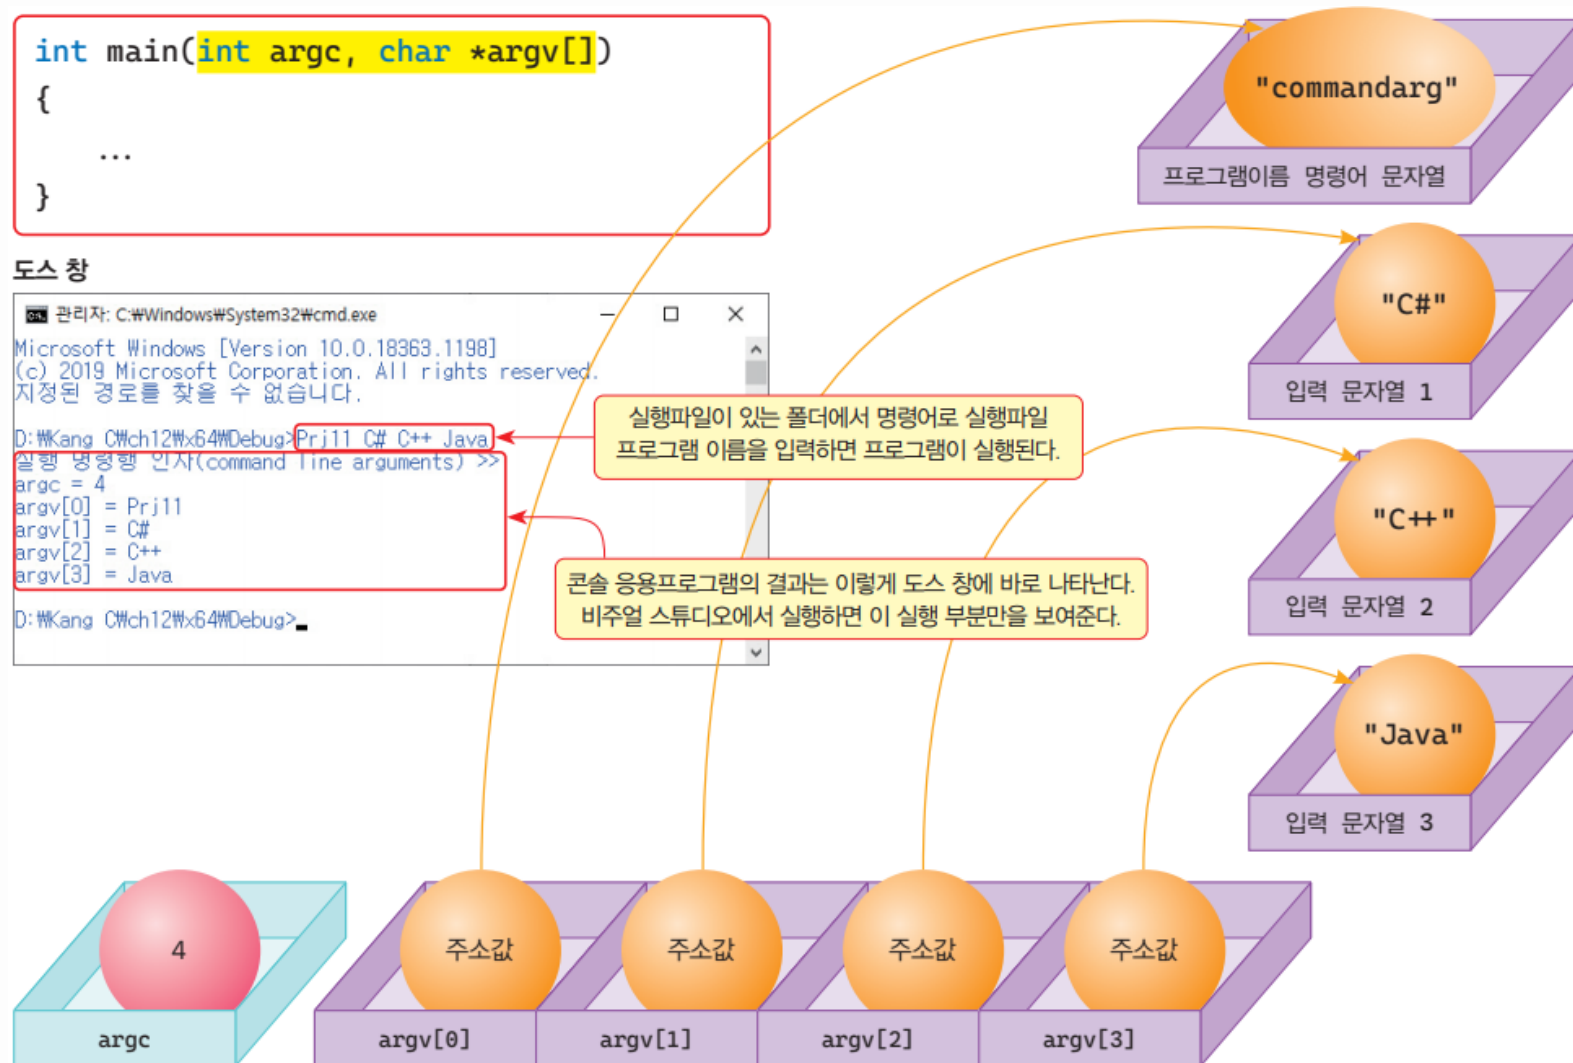 int main(int argc, char *argv[])
{
...
}
도스 창
관리자: C:₩Windows₩System32₩cmd.exe
Microsoft Windows [Version 10.0.18363.1198]
(c) 2019 Microsoft Corporation. All rights reserved.
지정된 경로를 찾을 수 없습니다.
D:₩Kang C₩ch12₩x64₩Debug>Prj11 C# C++ Java
실행 명령행 인자(command line arguments) >>
argc = 4
argv[0] = Prj11
argv[1] = C#
argv[2] = C++
argv[3] = Java
D:₩Kang C₩ch12₩x64₩Debug>
실행파일이 있는 폴더에서 명령어로 실행파일
프로그램 이름을 입력하면 프로그램이 실행된다.
콘솔 응용프로그램의 결과는 이렇게 도스 창에 바로 나타난다.
비주얼 스튜디오에서 실행하면 이 실행 부분만을 보여준다.
"commandarg"
프로그램이름 명령어 문자열
"C#"
입력 문자열 1
"C++"
입력 문자열 2
"Java"
입력 문자열 3
4
주소값
주소값
주소값
주소값
argc
argv[0]
argv[1]
argv[2]
argv[3]